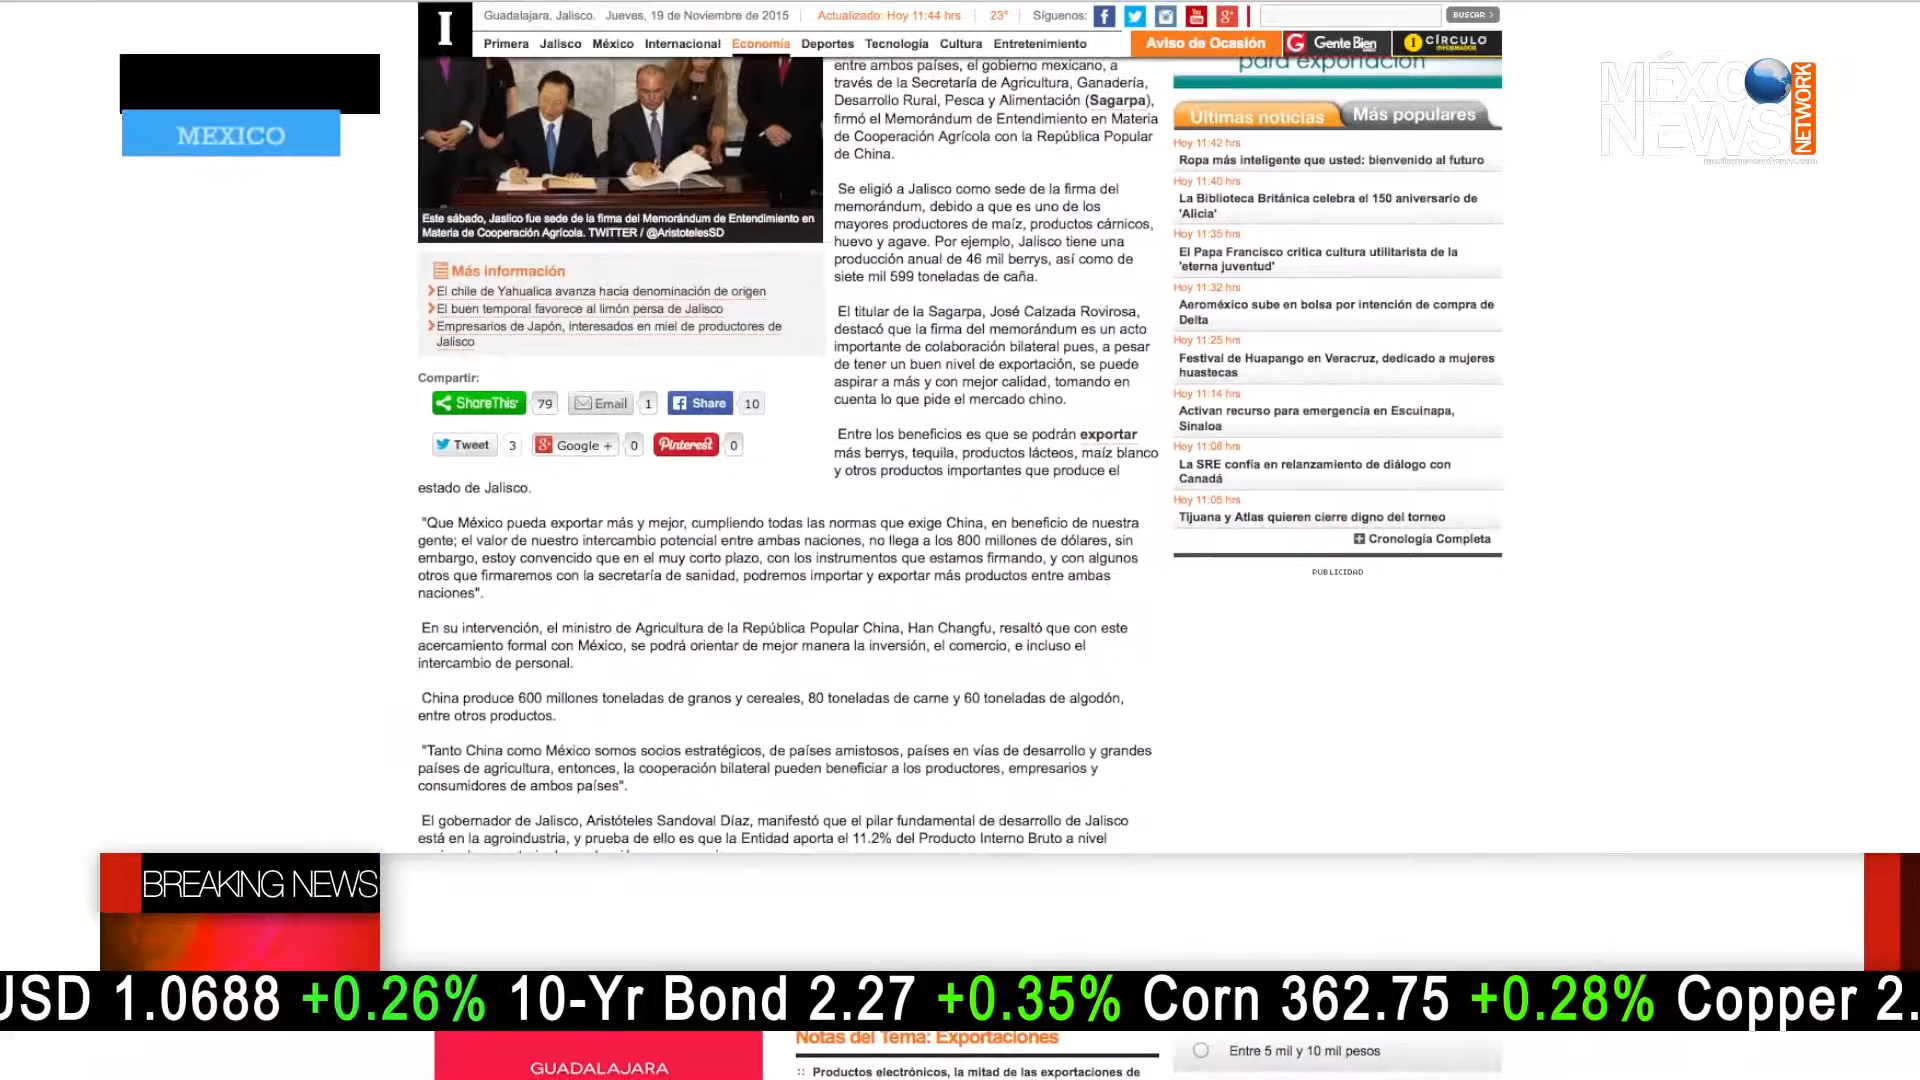 I
Guadalajara, Jalisco. Jueves, 19 de Noviembre de 2015
Actualizado: Hoy 11:44 hrs
23°
Síguenos:
BUSCAR >
Primera Jalisco México Internacional Economía Deportes Tecnología Cultura Entretenimiento
Aviso de Ocasión
G Gente Bien
CÍRCULO
INFORMADOR
MEXICO
MÉXICO
NEWS
NETWORK
entre ambos países, el gobierno mexicano, a
través de la Secretaría de Agricultura, Ganadería,
Desarrollo Rural, Pesca y Alimentación (Sagarpa),
firmó el Memorándum de Entendimiento en Materia
de Cooperación Agrícola con la República Popular
de China.
Este sábado, Jaslico fue sede de la firma del Memorándum de Entendimiento en
Materia de Cooperación Agrícola. TWITTER / @AristotelesSD
Se eligió a Jalisco como sede de la firma del
memorándum, debido a que es uno de los
mayores productores de maíz, productos cárnicos,
huevo y agave. Por ejemplo, Jalisco tiene una
producción anual de 46 mil berrys, así como de
siete mil 599 toneladas de caña.
Más información
El chile de Yahualica avanza hacia denominación de origen
El buen temporal favorece al limón persa de Jalisco
Empresarios de Japón, interesados en miel de productores de
Jalisco
El titular de la Sagarpa, José Calzada Rovirosa,
destacó que la firma del memorándum es un acto
importante de colaboración bilateral pues, a pesar
de tener un buen nivel de exportación, se puede
aspirar a más y con mejor calidad, tomando en
cuenta lo que pide el mercado chino.
Compartir:
ShareThis 79 Email 1 Share 10
Tweet 3 Google + 0 Pinterest 0
Entre los beneficios es que se podrán exportar
más berrys, tequila, productos lácteos, maíz blanco
y otros productos importantes que produce el
estado de Jalisco.
"Que México pueda exportar más y mejor, cumpliendo todas las normas que exige China, en beneficio de nuestra
gente; el valor de nuestro intercambio potencial entre ambas naciones, no llega a los 800 millones de dólares, sin
embargo, estoy convencido que en el muy corto plazo, con los instrumentos que estamos firmando, y con algunos
otros que firmaremos con la secretaría de sanidad, podremos importar y exportar más productos entre ambas
naciones".
En su intervención, el ministro de Agricultura de la República Popular China, Han Changfu, resaltó que con este
acercamiento formal con México, se podrá orientar de mejor manera la inversión, el comercio, e incluso el
intercambio de personal.
China produce 600 millones toneladas de granos y cereales, 80 toneladas de carne y 60 toneladas de algodón,
entre otros productos.
"Tanto China como México somos socios estratégicos, de países amistosos, países en vías de desarrollo y grandes
países de agricultura, entonces, la cooperación bilateral pueden beneficiar a los productores, empresarios y
consumidores de ambos países".
El gobernador de Jalisco, Aristóteles Sandoval Díaz, manifestó que el pilar fundamental de desarrollo de Jalisco
está en la agroindustria, y prueba de ello es que la Entidad aporta el 11.2% del Producto Interno Bruto a nivel
para exportación
Últimas noticias Más populares
Hoy 11:42 hrs
Ropa más inteligente que usted: bienvenido al futuro
Hoy 11:40 hrs
La Biblioteca Británica celebra el 150 aniversario de
'Alicia'
Hoy 11:35 hrs
El Papa Francisco critica cultura utilitarista de la
'eterna juventud'
Hoy 11:32 hrs
Aeroméxico sube en bolsa por intención de compra de
Delta
Hoy 11:25 hrs
Festival de Huapango en Veracruz, dedicado a mujeres
huastecas
Hoy 11:14 hrs
Activan recurso para emergencia en Escuinapa,
Sinaloa
Hoy 11:08 hrs
La SRE confía en relanzamiento de diálogo con
Canadá
Hoy 11:05 hrs
Tijuana y Atlas quieren cierre digno del torneo
Cronología Completa
PUBLICIDAD
BREAKING NEWS
USD 1.0688 +0.26% 10-Yr Bond 2.27 +0.35% Corn 362.75 +0.28% Copper 2.
GUADALAJARA
Notas del Tema: Exportaciones
Productos electrónicos, la mitad de las exportaciones de
Entre 5 mil y 10 mil pesos